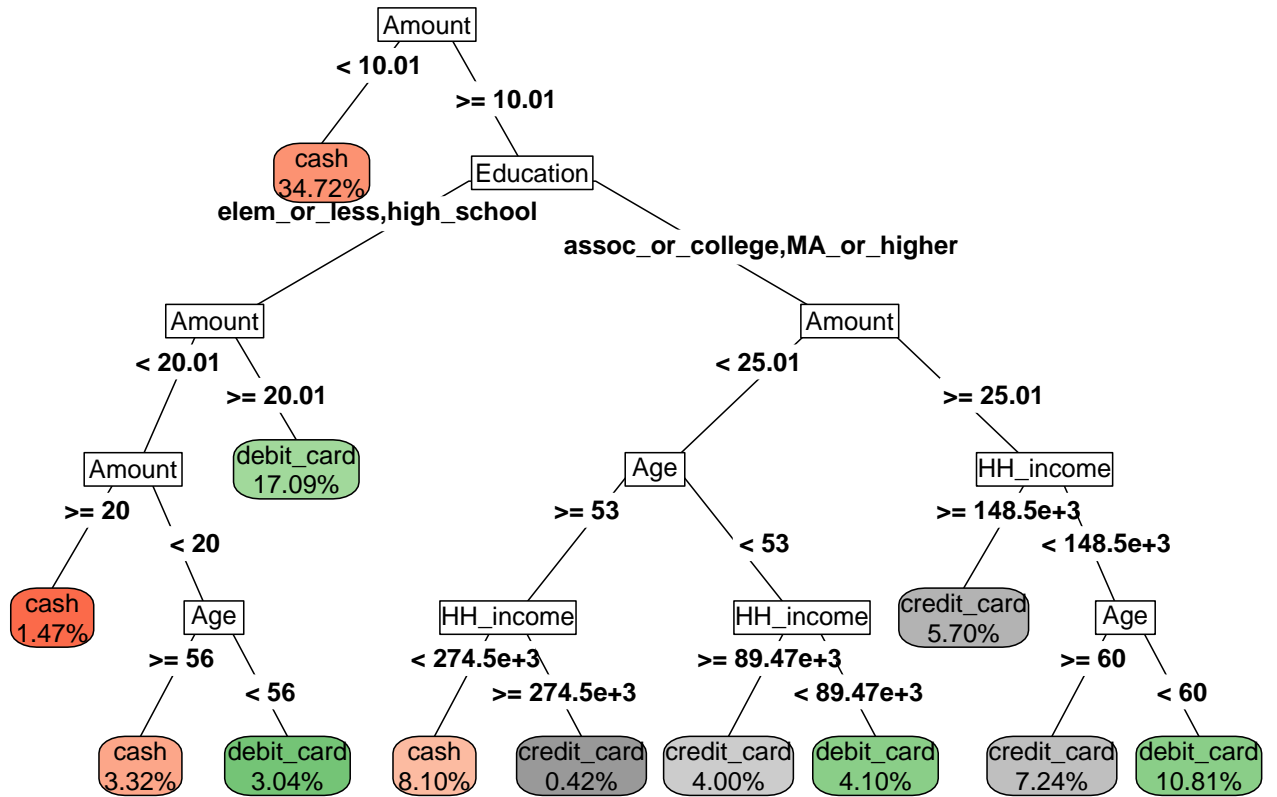 Amount
< 10.01
>= 10.01
cash
34.72%
Education
elem_or_less,high_school
assoc_or_college,MA_or_higher
Amount
Amount
< 20.01
< 25.01
>= 20.01
>= 25.01
Amount
debit_card
17.09%
Age
HH_income
>= 20
>= 53
>= 148.5e+3
< 20
< 53
< 148.5e+3
cash
1.47%
Age
HH_income
HH_income
credit_card
5.70%
Age
>= 56
< 274.5e+3
>= 89.47e+3
>= 60
< 56
>= 274.5e+3
< 89.47e+3
< 60
cash
3.32%
debit_card
3.04%
cash
8.10%
credit_card
0.42%
credit_card
4.00%
debit_card
4.10%
credit_card
7.24%
debit_card
10.81%